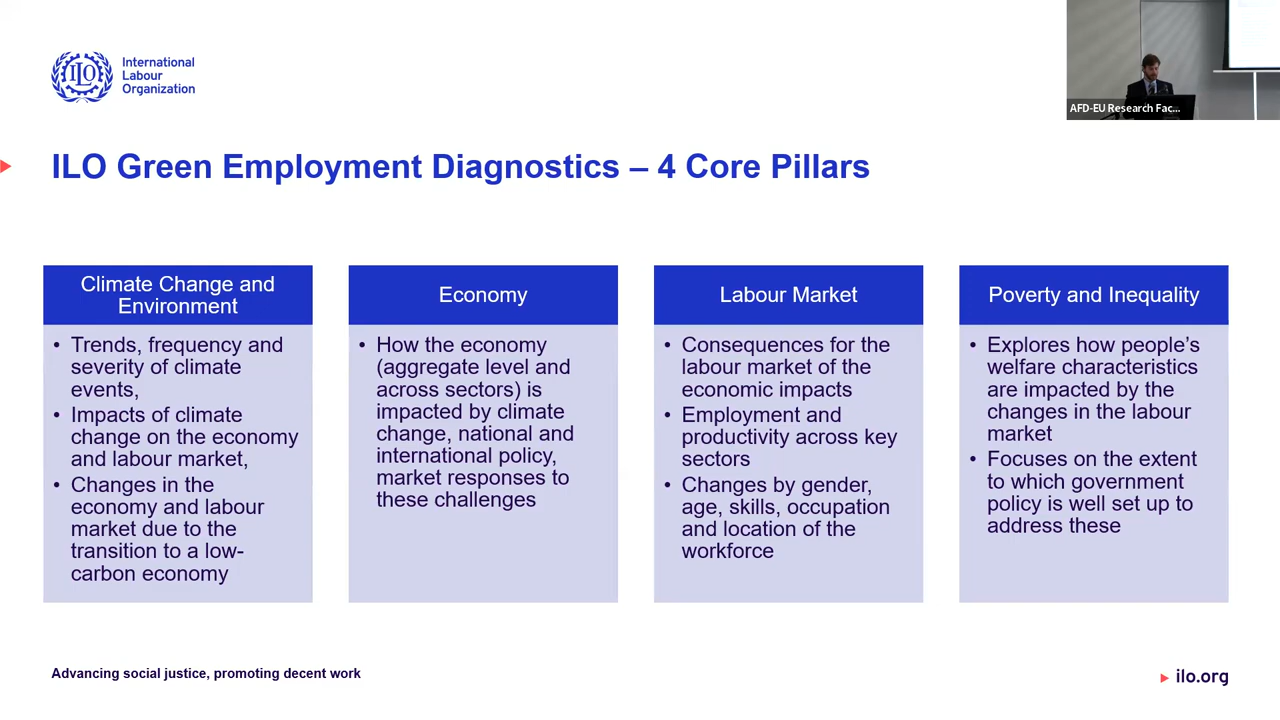 International
Labour
Organization
AFD-EU Research Fac...
ILO Green Employment Diagnostics – 4 Core Pillars
Climate Change and
Environment
• Trends, frequency and
severity of climate
events,
• Impacts of climate
change on the economy
and labour market,
• Changes in the
economy and labour
market due to the
transition to a low-
carbon economy
Economy
• How the economy
(aggregate level and
across sectors) is
impacted by climate
change, national and
international policy,
market responses to
these challenges
Labour Market
• Consequences for the
labour market of the
economic impacts
• Employment and
productivity across key
sectors
• Changes by gender,
age, skills, occupation
and location of the
workforce
Poverty and Inequality
• Explores how people’s
welfare characteristics
are impacted by the
changes in the labour
market
• Focuses on the extent
to which government
policy is well set up to
address these
Advancing social justice, promoting decent work
ilo.org